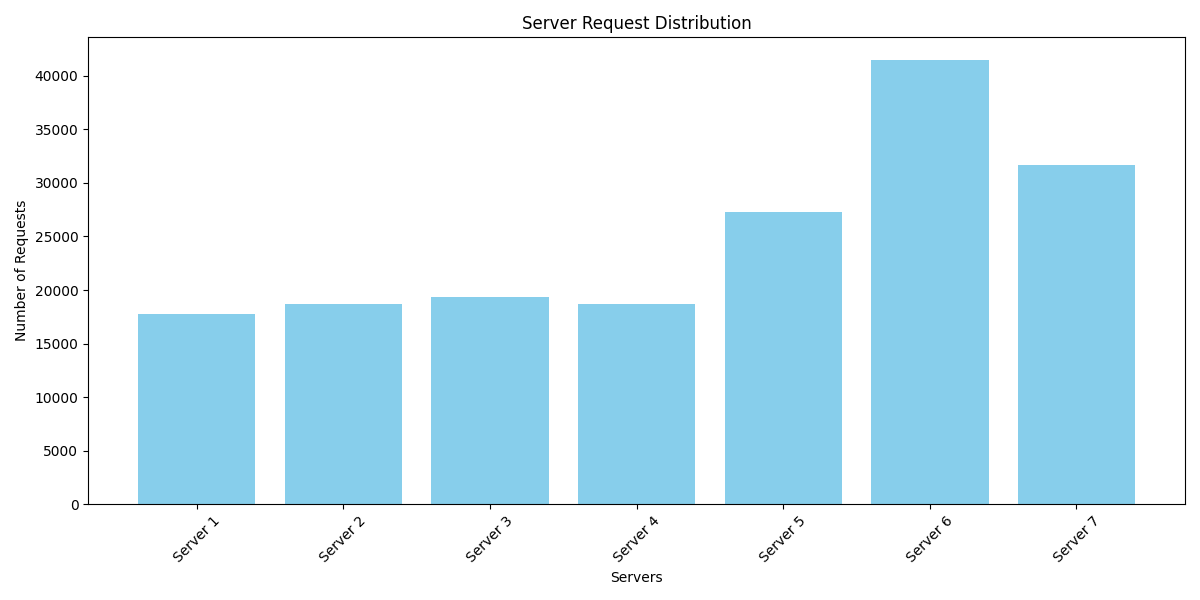 Server Request Distribution
Number of Requests
40000
35000
30000
25000
20000
15000
10000
5000
0
Server 1
Server 2
Server 3
Server 4
Server 5
Server 6
Server 7
Servers